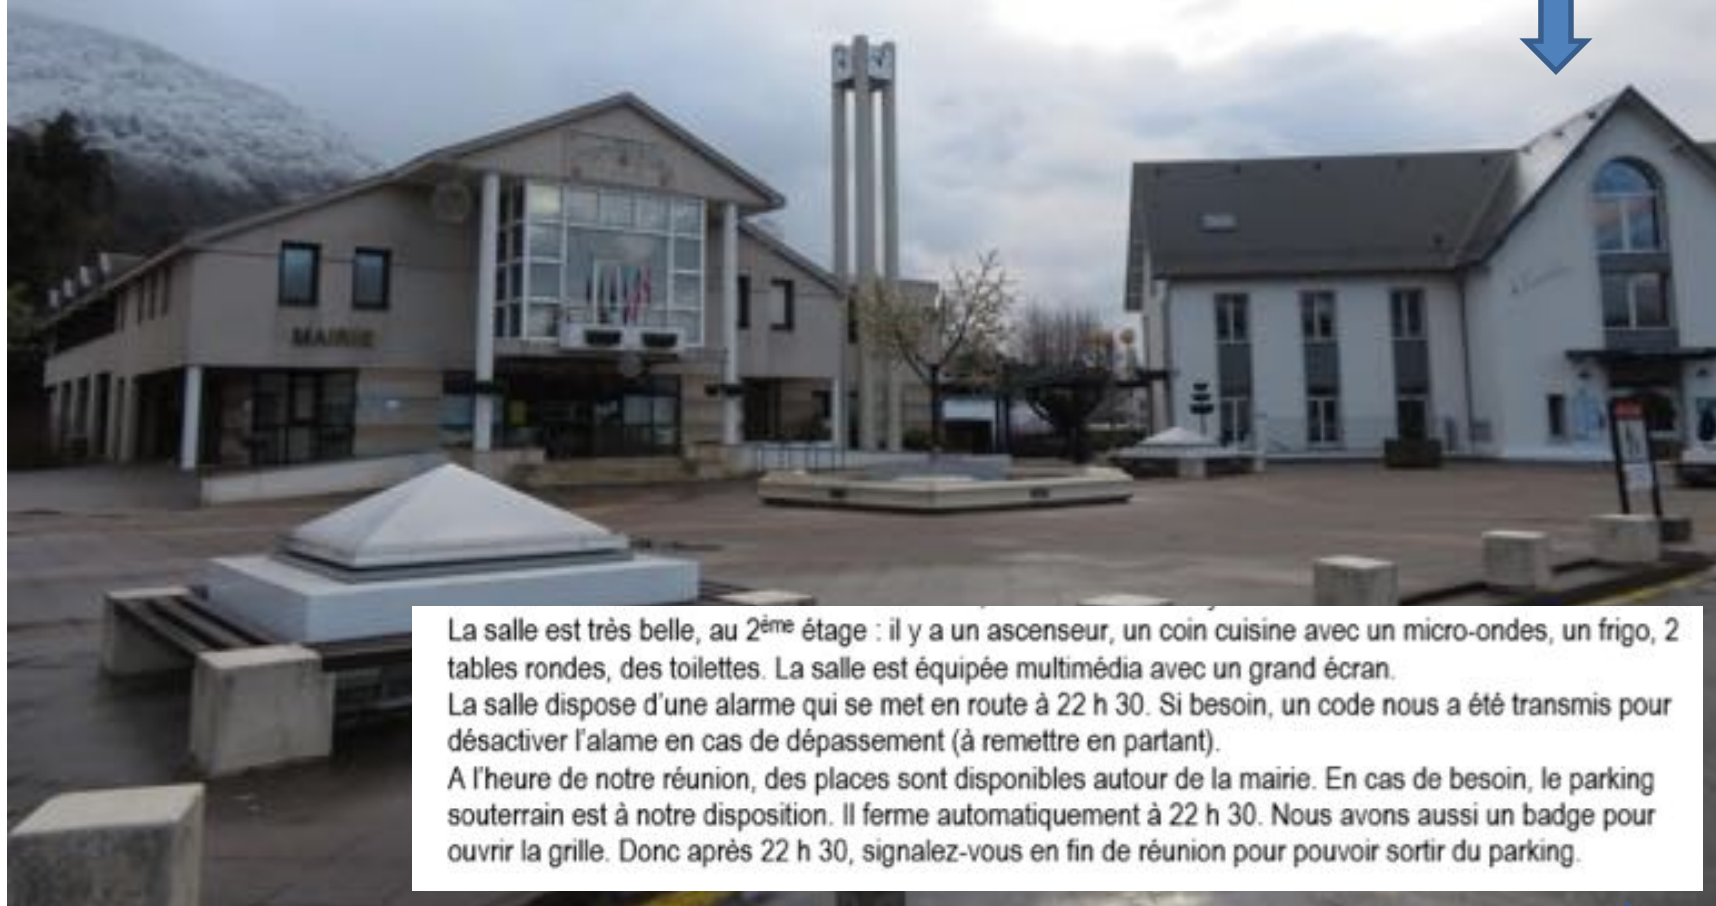 MAIRIE
La salle est très belle, au 2ème étage : il y a un ascenseur, un coin cuisine avec un micro-ondes, un frigo, 2
tables rondes, des toilettes. La salle est équipée multimédia avec un grand écran.
La salle dispose d’une alarme qui se met en route à 22 h 30. Si besoin, un code nous a été transmis pour
désactiver l’alame en cas de dépassement (à remettre en partant).
A l’heure de notre réunion, des places sont disponibles autour de la mairie. En cas de besoin, le parking
souterrain est à notre disposition. Il ferme automatiquement à 22 h 30. Nous avons aussi un badge pour
ouvrir la grille. Donc après 22 h 30, signalez-vous en fin de réunion pour pouvoir sortir du parking.